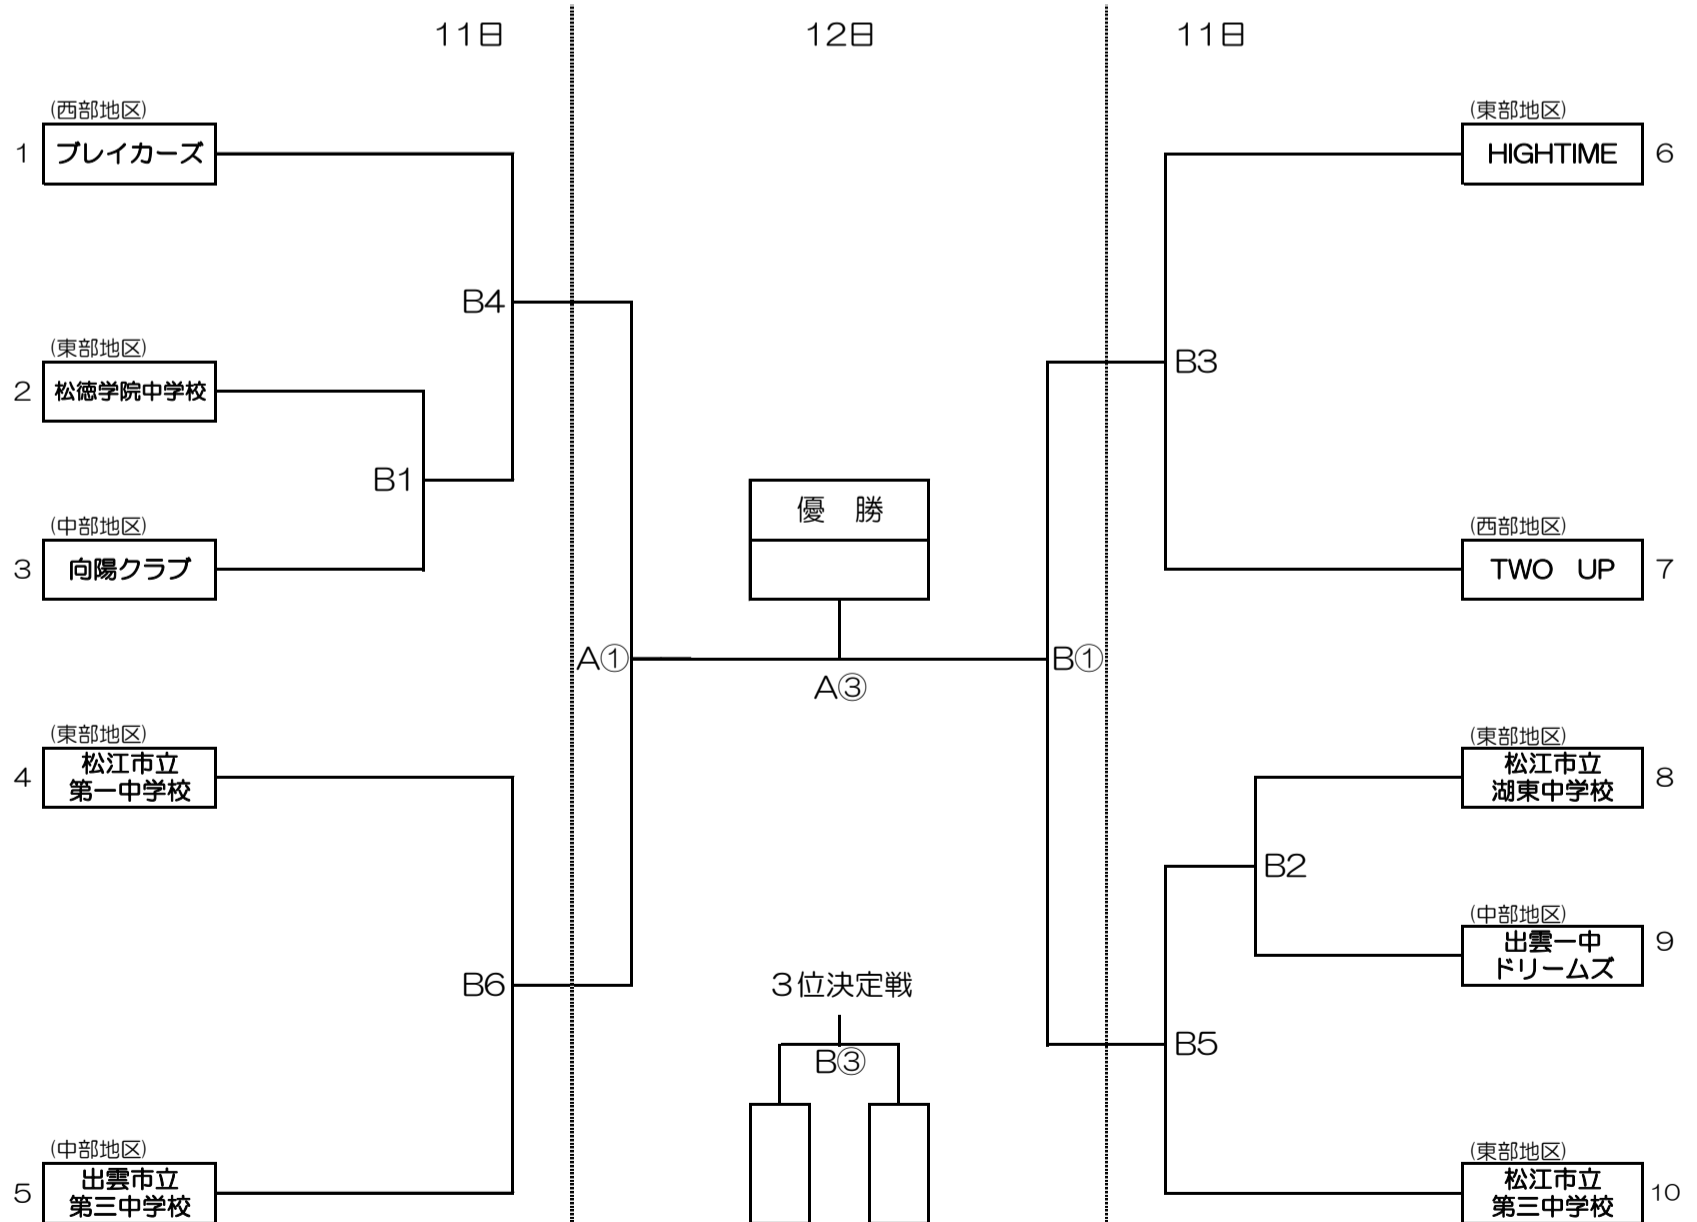 11日
12日
11日
(西部地区)
1
ブレイカーズ
B4
(東部地区)
2
松徳学院中学校
B1
(中部地区)
3
向陽クラブ
(東部地区)
4
松江市立
第一中学校
B6
(中部地区)
5
出雲市立
第三中学校
優　勝
A①
A③
B①
3位決定戦
B③
(東部地区)
HIGHTIME
6
B3
(西部地区)
TWO　UP
7
(東部地区)
松江市立
湖東中学校
8
B2
(中部地区)
出雲一中
ドリームズ
9
B5
(東部地区)
松江市立
第三中学校
10